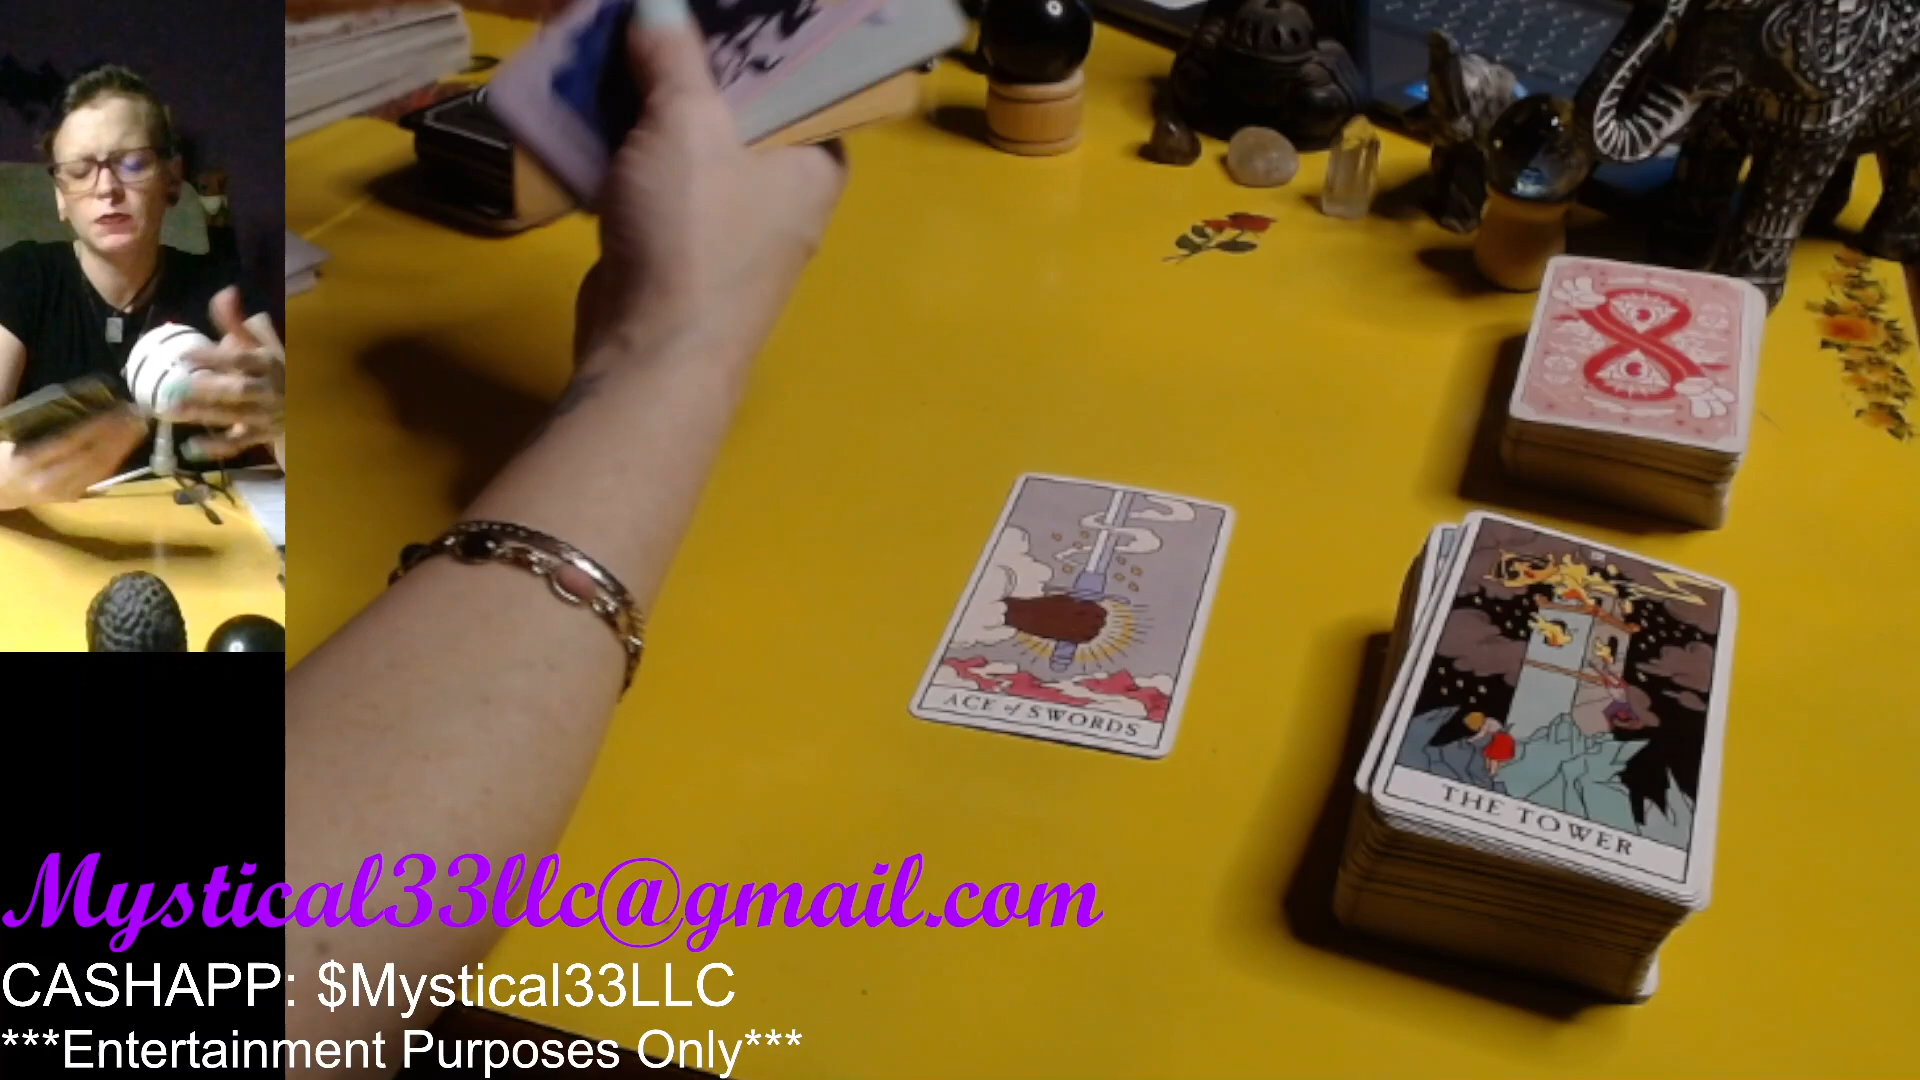 ACE of SWORDS
THE TOWER
Mystical33llc@gmail.com
CASHAPP: $Mystical33LLC
***Entertainment Purposes Only***